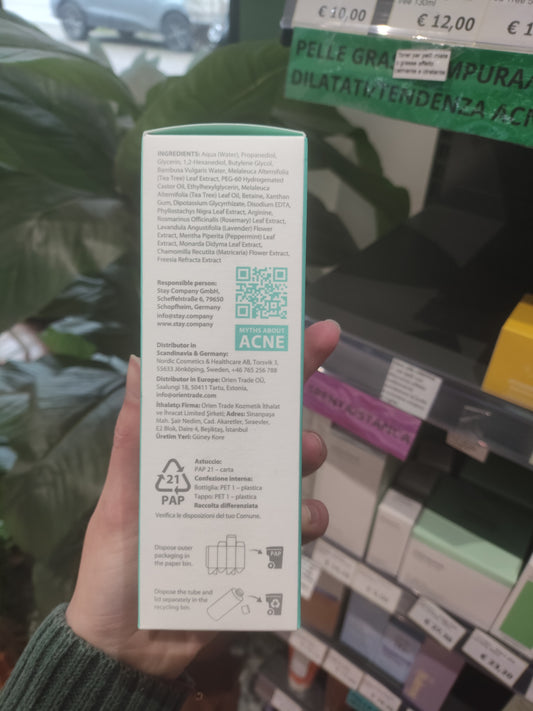 € 10,00
130ml
€ 12,00
€ 1
PELLE GRA
MPURA/
DILATATI/TENDENZA ACN
INGREDIENTS: Aqua (Water), Propanediol,
Glycerin, 1,2-Hexanediol, Butylene Glycol,
Bambusa Vulgaris Water, Melaleuca Alternifolia
(Tea Tree) Leaf Extract, PEG-60 Hydrogenated
Castor Oil, Ethylhexylglycerin, Melaleuca
Alternifolia (Tea Tree) Leaf Oil, Betaine, Xanthan
Gum, Dipotassium Glycyrrhizate, Disodium EDTA,
Phyllostachys Nigra Leaf Extract, Arginine,
Rosmarinus Officinalis (Rosemary) Leaf Extract,
Lavandula Angustifolia (Lavender) Flower
Extract, Mentha Piperita (Peppermint) Leaf
Extract, Monarda Didyma Leaf Extract,
Chamomilla Recutita (Matricaria) Flower Extract,
Freesia Refracta Extract
Responsible person:
Stay Company GmbH,
Scheffelstraße 6, 79650
Schopfheim, Germany
info@stay.company
www.stay.company
MYTHS ABOUT
ACNE
Distributor in
Scandinavia & Germany:
Nordic Cosmetics & Healthcare AB, Torsvik 3,
55633 Jönköping, Sweden, +46 765 256 788
Distributor in Europe: Orien Trade OÜ,
Saalungi 18, 50411 Tartu, Estonia,
info@orientrade.com
İthalatçı Firma: Orien Trade Kozmetik İthalat
ve İhracat Limited Şirketi; Adres: Sinanpaşa
Mah. Şair Nedim, Cad. Akaretler, Sıraevler,
E2 Blok, Daire 4, Beşiktaş, İstanbul
Üretim Yeri: Güney Kore
21
PAP
Astuccio:
PAP 21 – carta
Confezione interna:
Bottiglia: PET 1 – plastica
Tappo: PET 1 – plastica
Raccolta differenziata
Verifica le disposizioni del tuo Comune.
Dispose outer
packaging in
the paper bin.
PAP
Dispose the tube and
lid separately in the
recycling bin.